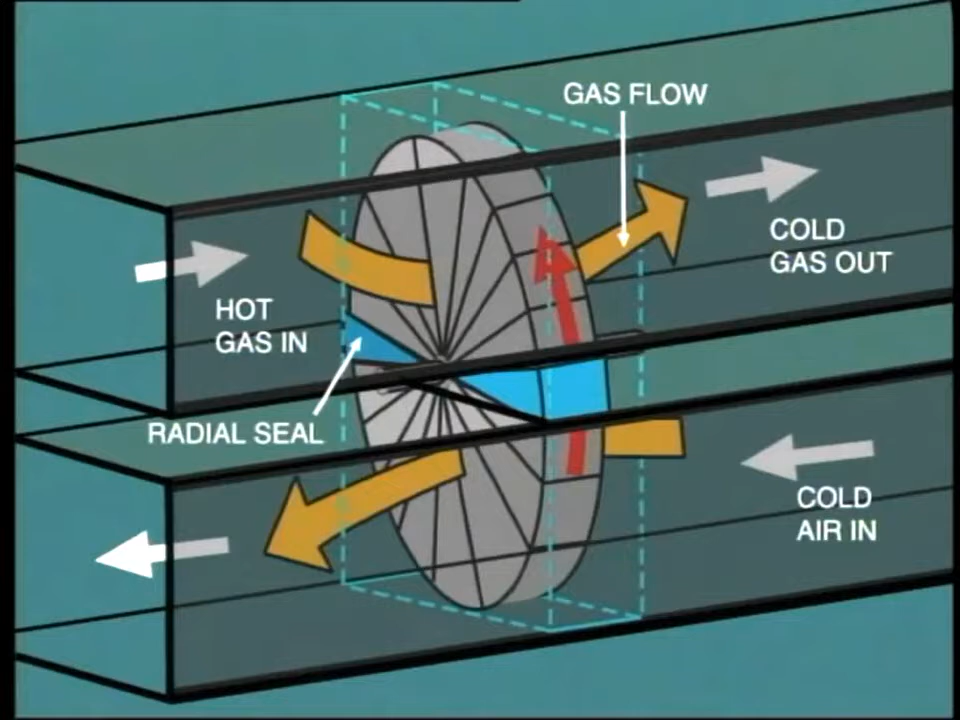 GAS FLOW
COLD
GAS OUT
HOT
GAS IN
RADIAL SEAL
COLD
AIR IN